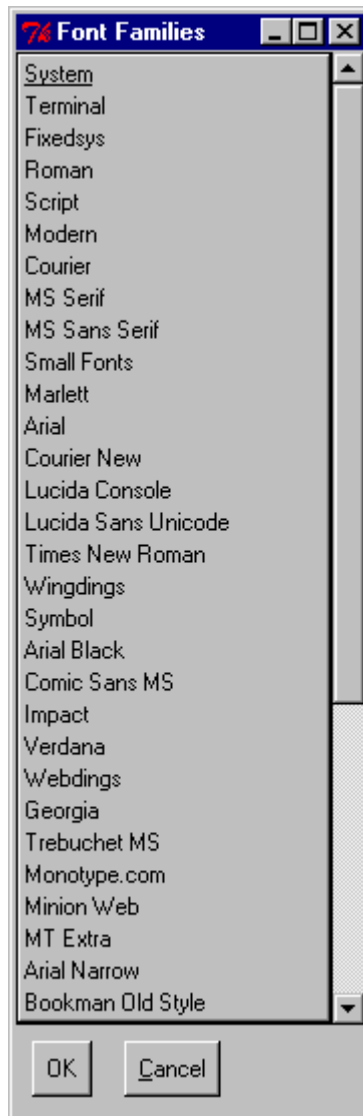 7k Font Families
System
Terminal
Fixedsys
Roman
Script
Modern
Courier
MS Serif
MS Sans Serif
Small Fonts
Marlett
Arial
Courier New
Lucida Console
Lucida Sans Unicode
Times New Roman
Wingdings
Symbol
Arial Black
Comic Sans MS
Impact
Verdana
Webdings
Georgia
Trebuchet MS
Monotype.com
Minion Web
MT Extra
Arial Narrow
Bookman Old Style
OK Cancel